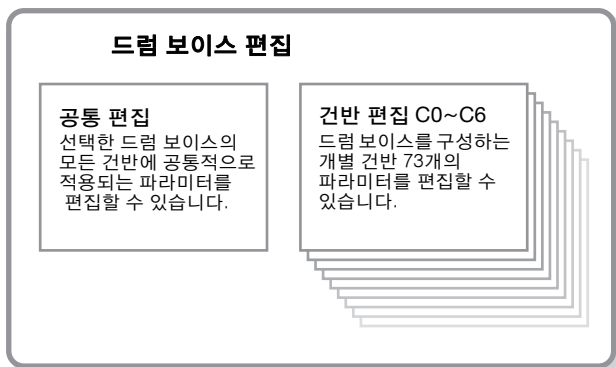 드럼 보이스 편집
공통 편집
선택한 드럼 보이스의
모든 건반에 공통적으로
적용되는 파라미터를
편집할 수 있습니다.
건반 편집 C0~C6
드럼 보이스를 구성하는
개별 건반 73개의
파라미터를 편집할 수
있습니다.